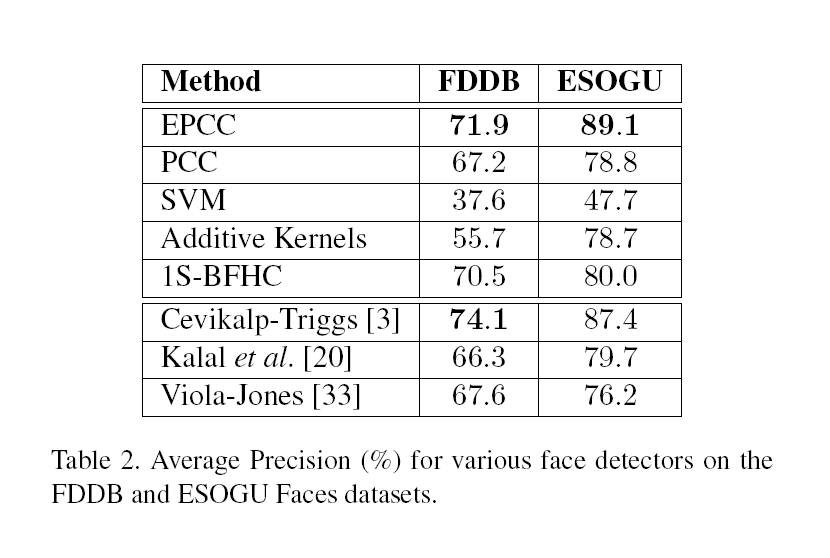 Method FDDB ESOGU
EPCC 71.9 89.1
PCC 67.2 78.8
SVM 37.6 47.7
Additive Kernels 55.7 78.7
1S-BFHC 70.5 80.0
Cevikalp-Triggs [3] 74.1 87.4
Kalal et al. [20] 66.3 79.7
Viola-Jones [33] 67.6 76.2
Table 2. Average Precision (%) for various face detectors on the
FDDB and ESOGU Faces datasets.